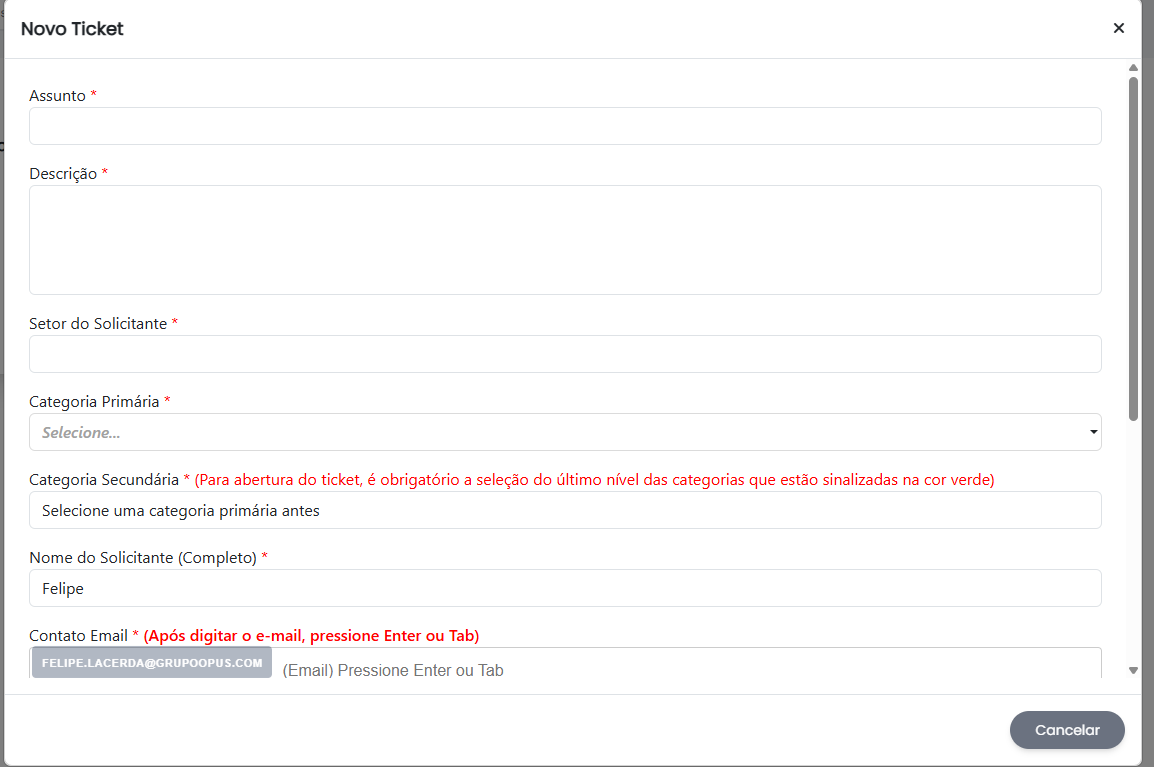 Novo Ticket
Assunto *
Descrição *
Setor do Solicitante *
Categoria Primária *
Selecione...
Categoria Secundária * (Para abertura do ticket, é obrigatório a seleção do último nível das categorias que estão sinalizadas na cor verde)
Selecione uma categoria primária antes
Nome do Solicitante (Completo) *
Felipe
Contato Email * (Após digitar o e-mail, pressione Enter ou Tab)
FELIPE.LACERDA@GRUPOOPUS.COM (Email) Pressione Enter ou Tab
Cancelar